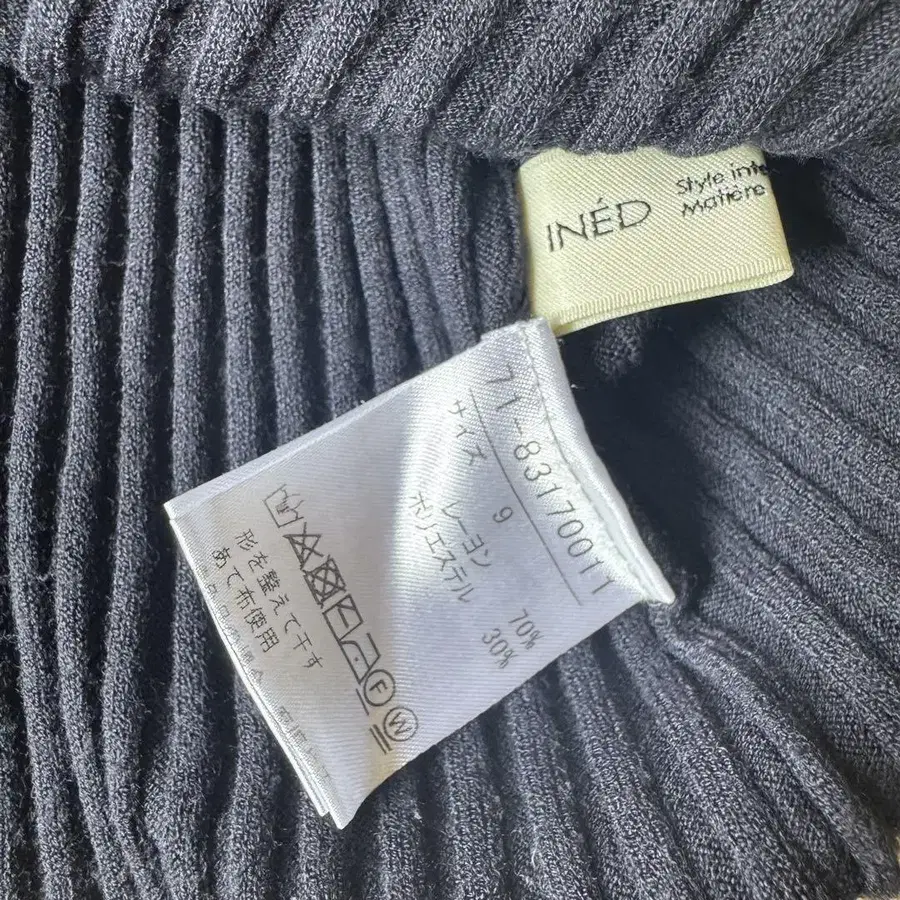 INÉD
Style inte
Matière
71-83170011
サイズ 9
レーヨン 70%
ポリエステル 30%
F W
形を整えて干す
あて布使用